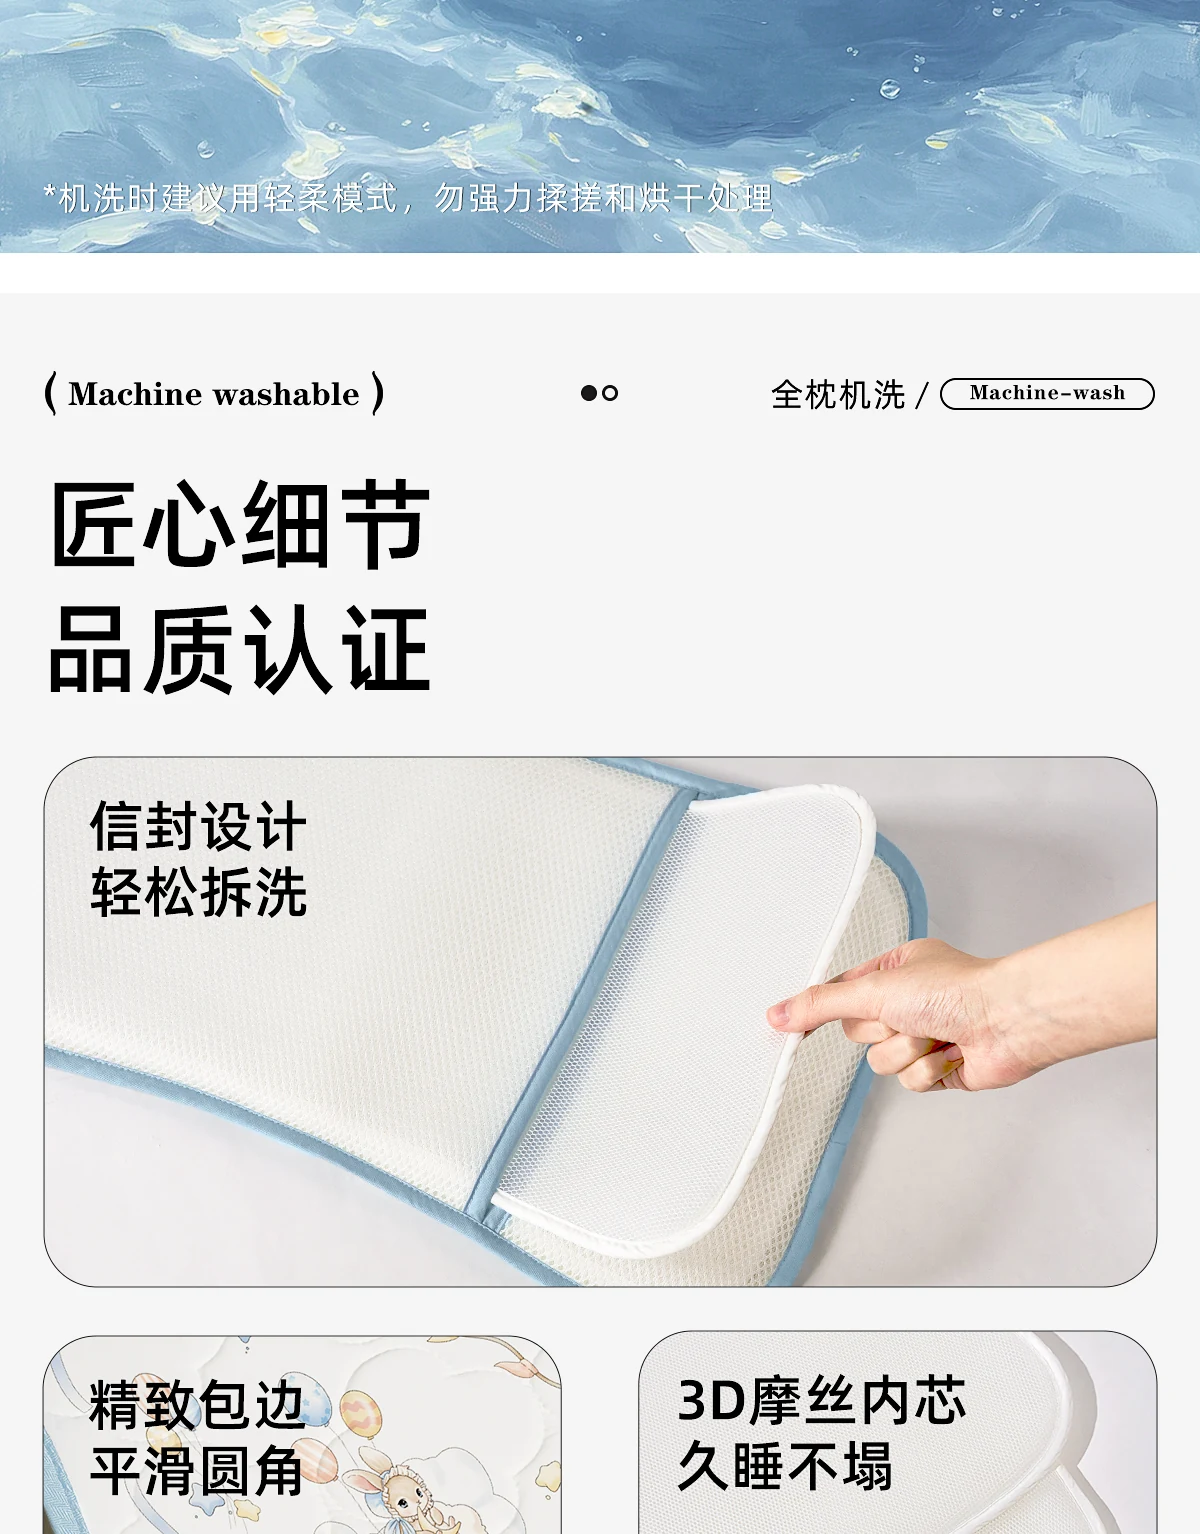 *机洗时建议用轻柔模式，勿强力揉搓和烘干处理
( Machine washable )
全枕机洗 / Machine-wash
匠心细节
品质认证
信封设计
轻松拆洗
精致包边
平滑圆角
3D摩丝内芯
久睡不塌